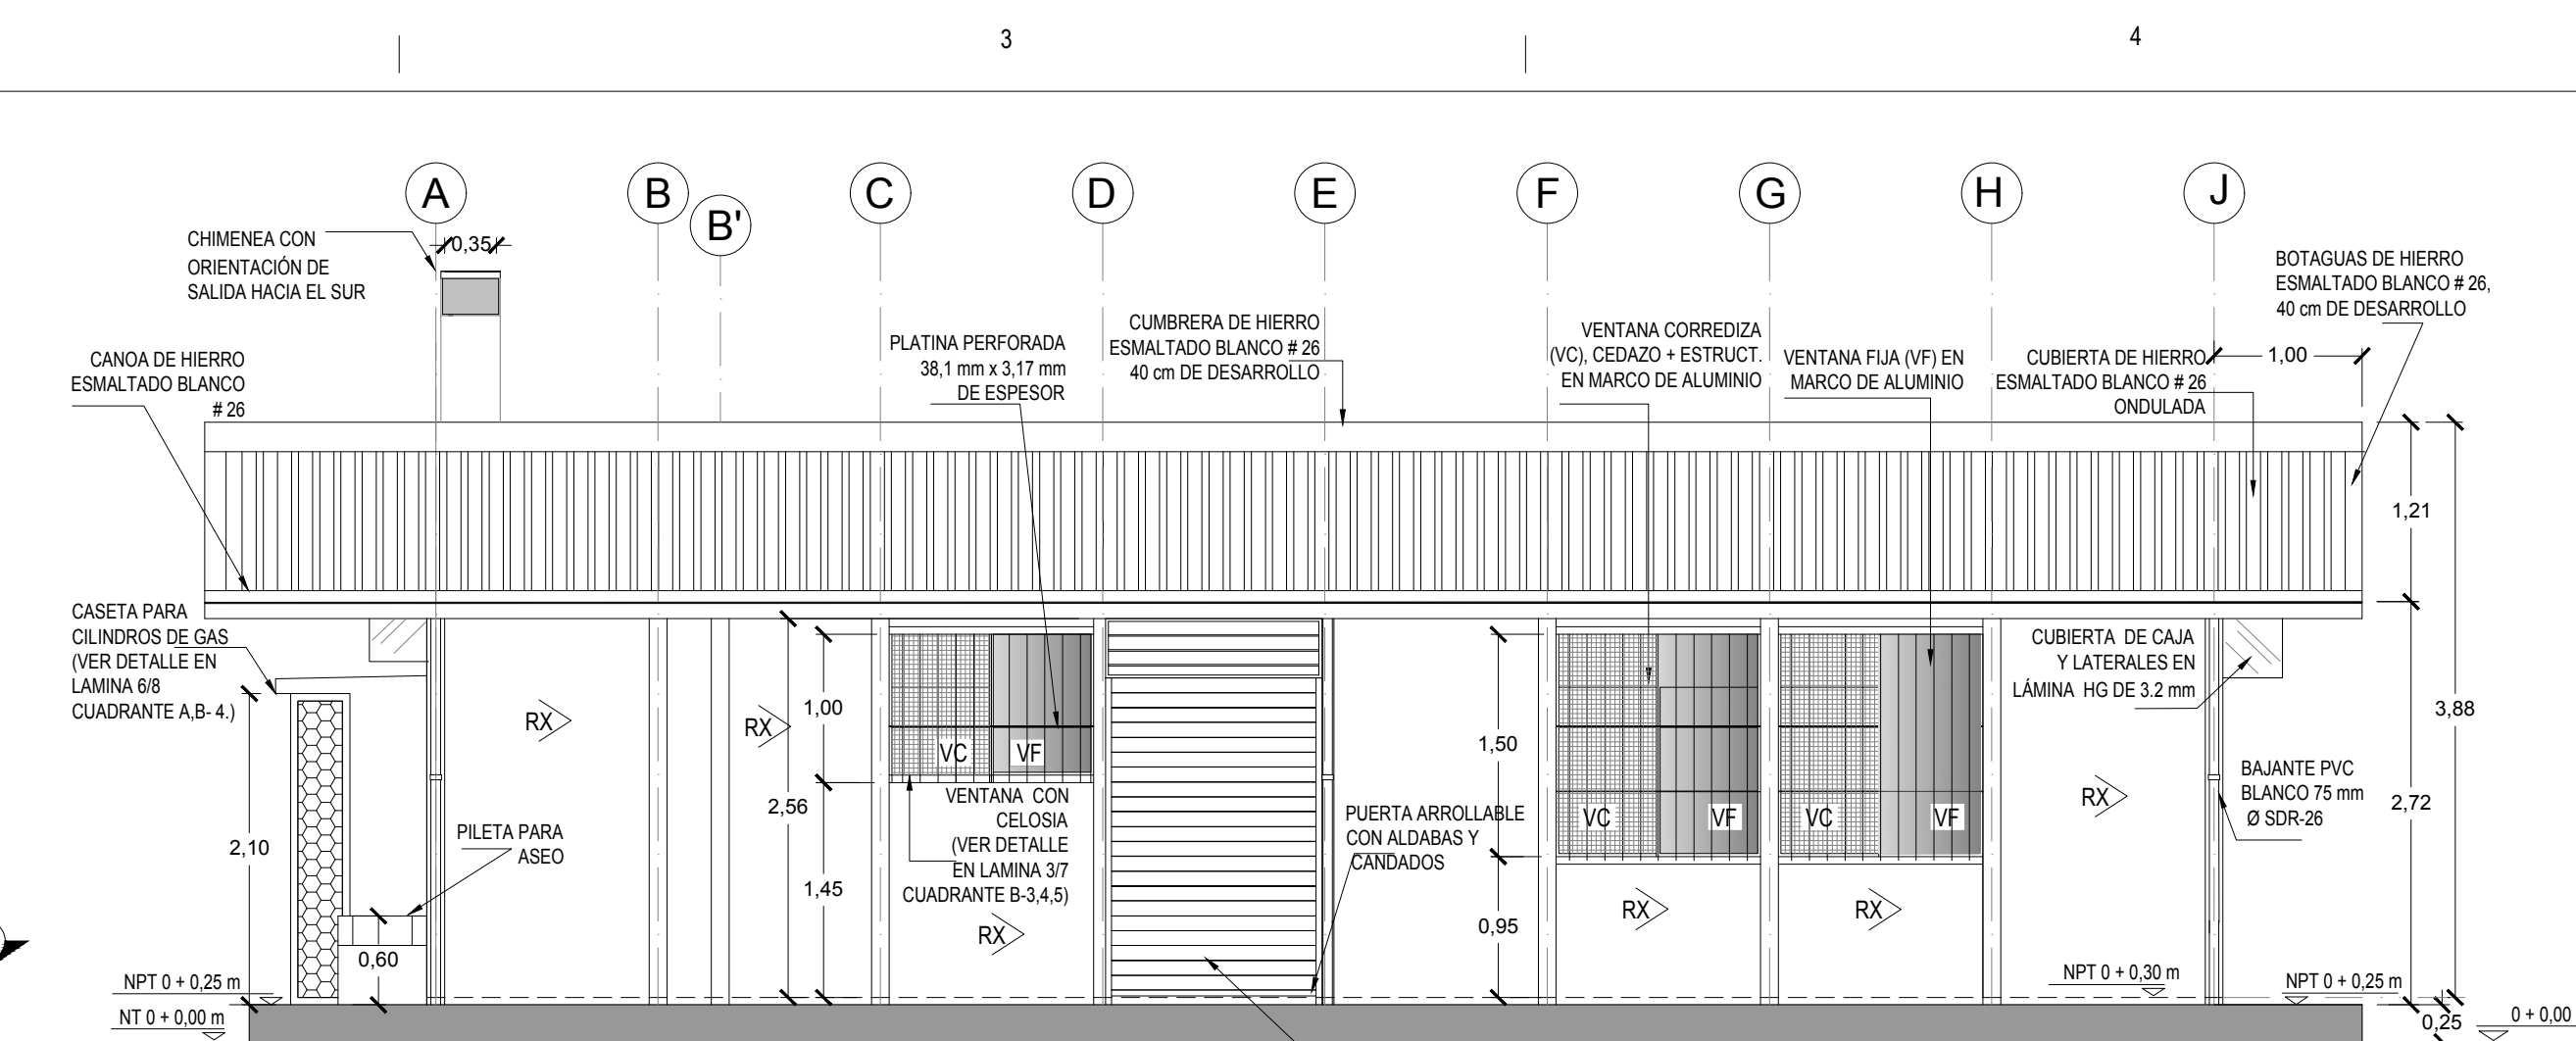 3
4
A
B
B'
C
D
E
F
G
H
J
CHIMENEA CON
ORIENTACIÓN DE
SALIDA HACIA EL SUR
0,35
CANOA DE HIERRO
ESMALTADO BLANCO
# 26
PLATINA PERFORADA
38,1 mm x 3,17 mm
DE ESPESOR
CUMBRERA DE HIERRO
ESMALTADO BLANCO # 26
40 cm DE DESARROLLO
VENTANA CORREDIZA
(VC), CEDAZO + ESTRUCT.
EN MARCO DE ALUMINIO
VENTANA FIJA (VF) EN
MARCO DE ALUMINIO
CUBIERTA DE HIERRO
ESMALTADO BLANCO # 26
ONDULADA
1,00
BOTAGUAS DE HIERRO
ESMALTADO BLANCO # 26,
40 cm DE DESARROLLO
1,21
3,88
2,72
0,25
CASETA PARA
CILINDROS DE GAS
(VER DETALLE EN
LAMINA 6/8
CUADRANTE A,B- 4.)
2,10
PILETA PARA
ASEO
0,60
RX
RX
2,56
1,00
1,45
VC
VF
VENTANA CON
CELOSIA
(VER DETALLE
EN LAMINA 3/7
CUADRANTE B-3,4,5)
RX
PUERTA ARROLLABLE
CON ALDABAS Y
CANDADOS
1,50
0,95
VC
VF
VC
VF
RX
RX
CUBIERTA DE CAJA
Y LATERALES EN
LÁMINA HG DE 3.2 mm
RX
BAJANTE PVC
BLANCO 75 mm
Ø SDR-26
NPT 0 + 0,25 m
NT 0 + 0,00 m
NPT 0 + 0,30 m
NPT 0 + 0,25 m
0 + 0,00